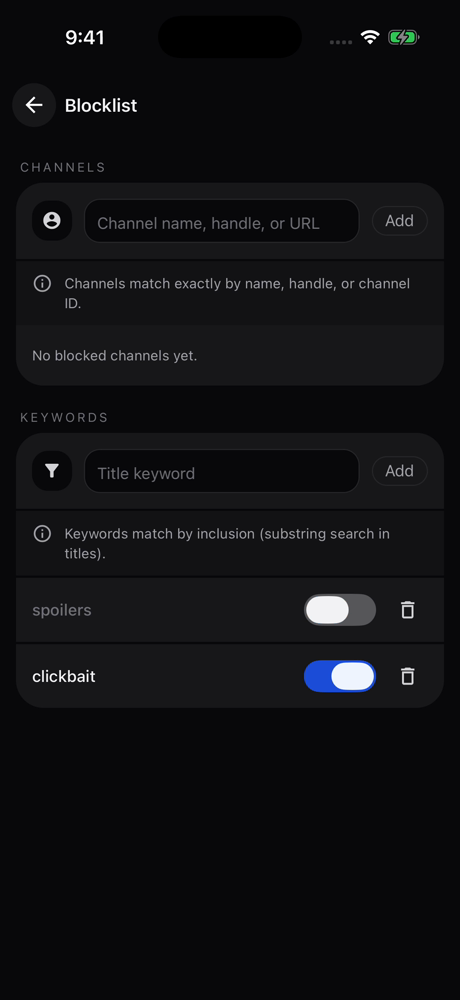 9:41
Blocklist
CHANNELS
Channel name, handle, or URL
Add
Channels match exactly by name, handle, or channel
ID.
No blocked channels yet.
KEYWORDS
Title keyword
Add
Keywords match by inclusion (substring search in
titles).
spoilers
clickbait